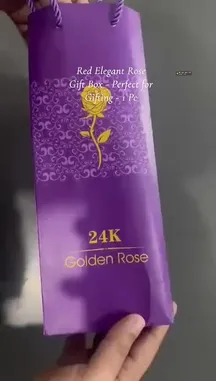 Red Elegant Rose
Gift Box - Perfect for
Gifting - 1 Pc
24K
Golden Rose